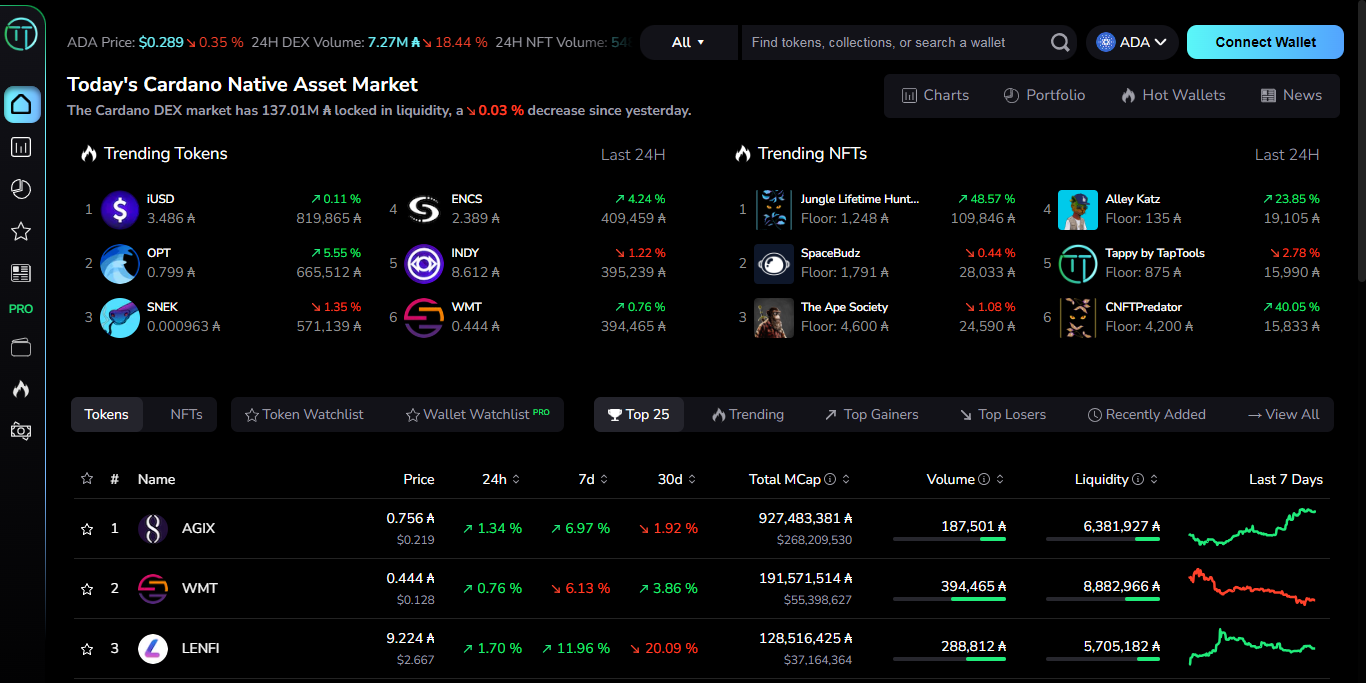 ADA Price: $0.289 ↘ 0.35 % 24H DEX Volume: 7.27M ₳ ↘ 18.44 % 24H NFT Volume:
All ▾ Find tokens, collections, or search a wallet ADA Connect Wallet
Today's Cardano Native Asset Market
The Cardano DEX market has 137.01M ₳ locked in liquidity, a ↘ 0.03 % decrease since yesterday.
Charts Portfolio Hot Wallets News
PRO
Trending Tokens Last 24H
1 iUSD ↗ 0.11 %
3.486 ₳ 819,865 ₳
2 OPT ↗ 5.55 %
0.799 ₳ 665,512 ₳
3 SNEK ↘ 1.35 %
0.000963 ₳ 571,139 ₳
4 ENCS ↗ 4.24 %
2.389 ₳ 409,459 ₳
5 INDY ↘ 1.22 %
8.612 ₳ 395,239 ₳
6 WMT ↗ 0.76 %
0.444 ₳ 394,465 ₳
Trending NFTs Last 24H
1 Jungle Lifetime Hunt... ↗ 48.57 %
Floor: 1,248 ₳ 109,846 ₳
2 SpaceBudz ↘ 0.44 %
Floor: 1,791 ₳ 28,033 ₳
3 The Ape Society ↘ 1.08 %
Floor: 4,600 ₳ 24,590 ₳
4 Alley Katz ↗ 23.85 %
Floor: 135 ₳ 19,105 ₳
5 Tappy by TapTools ↘ 2.78 %
Floor: 875 ₳ 15,990 ₳
6 CNFTPredator ↗ 40.05 %
Floor: 4,200 ₳ 15,833 ₳
Tokens NFTs Token Watchlist Wallet Watchlist PRO Top 25 Trending ↗ Top Gainers ↘ Top Losers Recently Added → View All
# Name Price 24h 7d 30d Total MCap Volume Liquidity Last 7 Days
1 AGIX 0.756 ₳ ↗ 1.34 % ↗ 6.97 % ↘ 1.92 % 927,483,381 ₳ 187,501 ₳ 6,381,927 ₳
$0.219 $268,209,530
2 WMT 0.444 ₳ ↗ 0.76 % ↘ 6.13 % ↗ 3.86 % 191,571,514 ₳ 394,465 ₳ 8,882,966 ₳
$0.128 $55,398,627
3 LENFI 9.224 ₳ ↗ 1.70 % ↗ 11.96 % ↘ 20.09 % 128,516,425 ₳ 288,812 ₳ 5,705,182 ₳
$2.667 $37,164,364